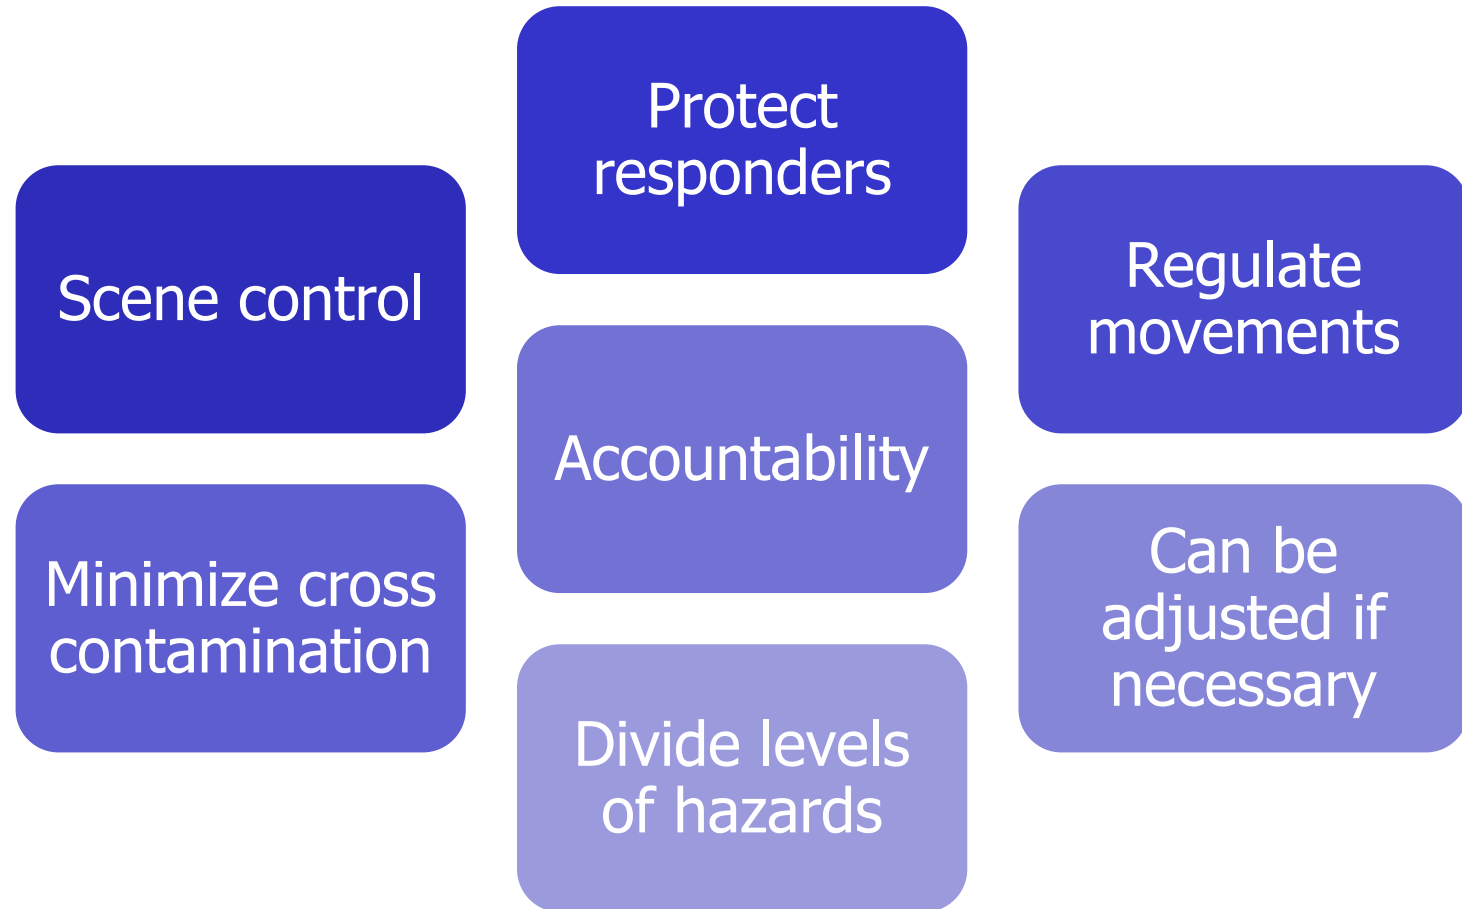 Scene control
Protect
responders
Regulate
movements
Minimize cross
contamination
Accountability
Can be
adjusted if
necessary
Divide levels
of hazards